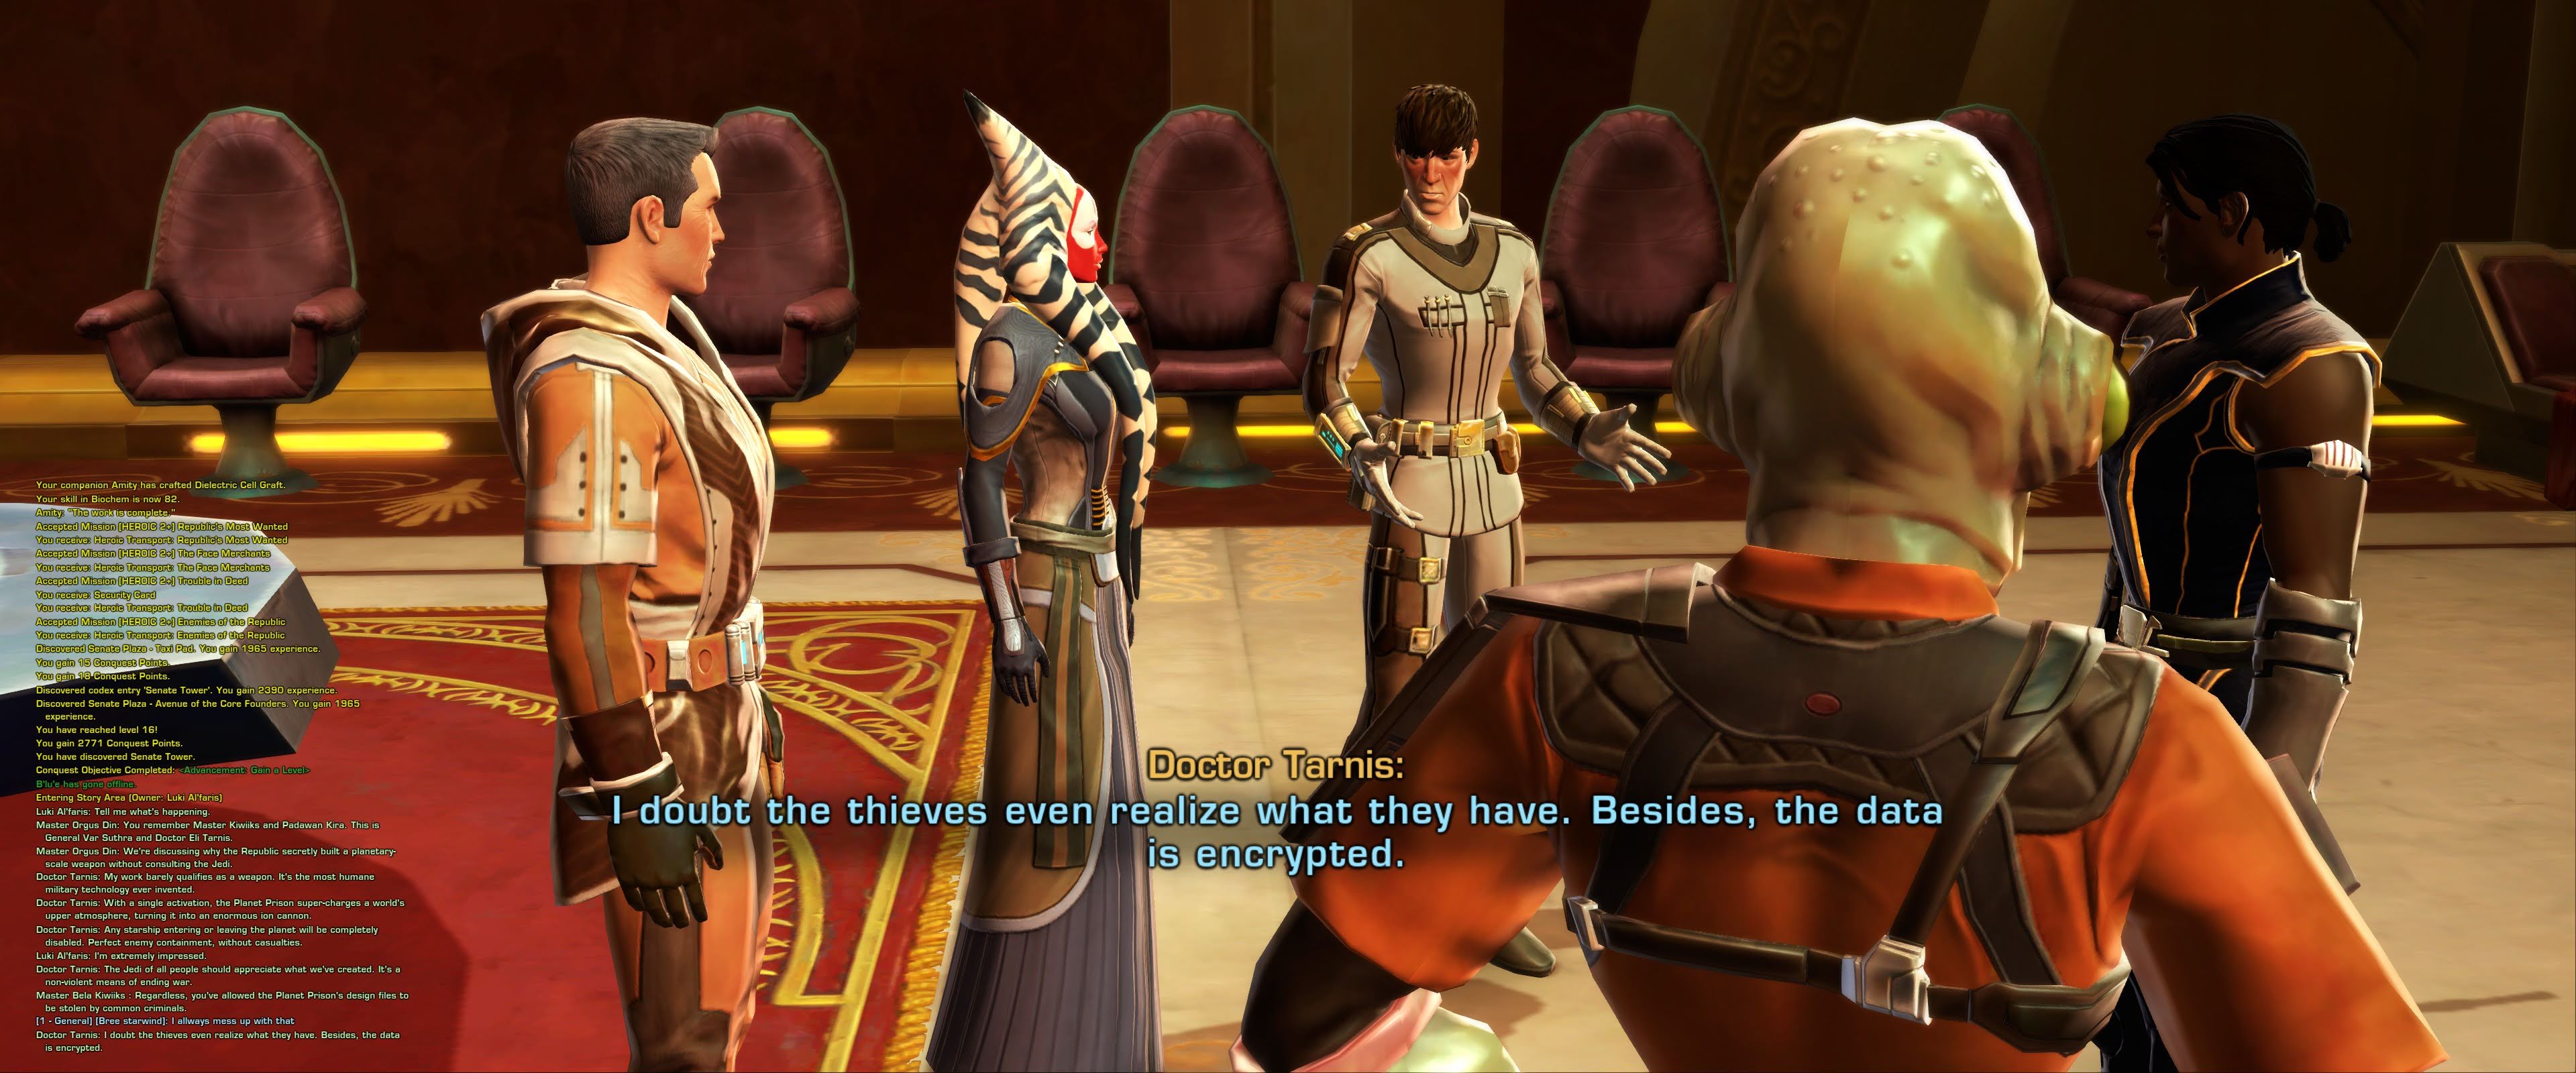 Your companion Amity has crafted Dielectric Cell Graft.
Your skill in Biochem is now 82.
Amity: "The work is complete."
Accepted Mission [HEROIC 2+] Republic's Most Wanted
You receive: Heroic Transport: Republic's Most Wanted
Accepted Mission [HEROIC 2+] The Face Merchants
You receive: Heroic Transport: The Face Merchants
Accepted Mission [HEROIC 2+] Trouble in Deed
You receive: Security Card
You receive: Heroic Transport: Trouble in Deed
Accepted Mission [HEROIC 2+] Enemies of the Republic
You receive: Heroic Transport: Enemies of the Republic
Discovered Senate Plaza - Taxi Pad. You gain 1965 experience.
You gain 15 Conquest Points.
You gain 18 Conquest Points.
Discovered codex entry 'Senate Tower'. You gain 2390 experience.
Discovered Senate Plaza - Avenue of the Core Founders. You gain 1965
experience.
You have reached level 16!
You gain 2771 Conquest Points.
You have discovered Senate Tower.
Conquest Objective Completed: <Advancement: Gain a Level>
B'lu'e has gone offline.
Entering Story Area (Owner: Luki Al'faris)
Luki Al'faris: Tell me what's happening.
Master Orgus Din: You remember Master Kiwiiks and Padawan Kira. This is
General Var Suthra and Doctor Eli Tarnis.
Master Orgus Din: We're discussing why the Republic secretly built a planetary-
scale weapon without consulting the Jedi.
Doctor Tarnis: My work barely qualifies as a weapon. It's the most humane
military technology ever invented.
Doctor Tarnis: With a single activation, the Planet Prison super-charges a world's
upper atmosphere, turning it into an enormous ion cannon.
Doctor Tarnis: Any starship entering or leaving the planet will be completely
disabled. Perfect enemy containment, without casualties.
Luki Al'faris: I'm extremely impressed.
Doctor Tarnis: The Jedi of all people should appreciate what we've created. It's a
non-violent means of ending war.
Master Bela Kiwiiks : Regardless, you've allowed the Planet Prison's design files to
be stolen by common criminals.
[1 - General] [Bree starwind]: I allways mess up with that
Doctor Tarnis: I doubt the thieves even realize what they have. Besides, the data
is encrypted.
Doctor Tarnis:
I doubt the thieves even realize what they have. Besides, the data
is encrypted.